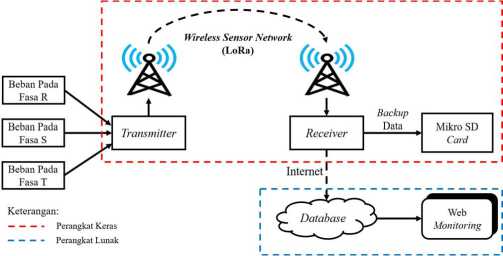 Wireless Sensor Network
(LoRa)
Beban Pada
Fasa R
Beban Pada
Fasa S
Beban Pada
Fasa T
Transmitter
Receiver
Backup
Data
Mikro SD
Card
Internet
Database
Web
Monitoring
Keterangan:
Perangkat Keras
Perangkat Lunak